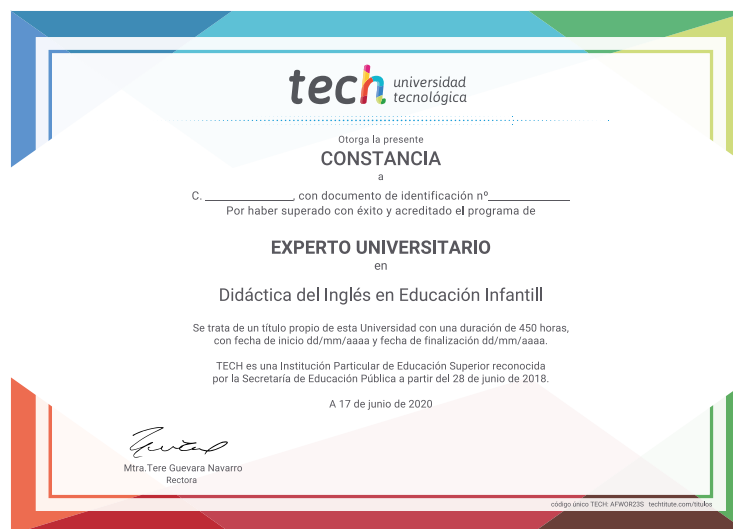 tech universidad
tecnológica
Otorga la presente
CONSTANCIA
a
C. ______________, con documento de identificación nº_____________
Por haber superado con éxito y acreditado el programa de
EXPERTO UNIVERSITARIO
en
Didáctica del Inglés en Educación Infantill
Se trata de un título propio de esta Universidad con una duración de 450 horas,
con fecha de inicio dd/mm/aaaa y fecha de finalización dd/mm/aaaa.
TECH es una Institución Particular de Educación Superior reconocida
por la Secretaría de Educación Pública a partir del 28 de junio de 2018.
A 17 de junio de 2020
Mtra.Tere Guevara Navarro
Rectora
código único TECH: AFWOR23S techtitute.com/titulos